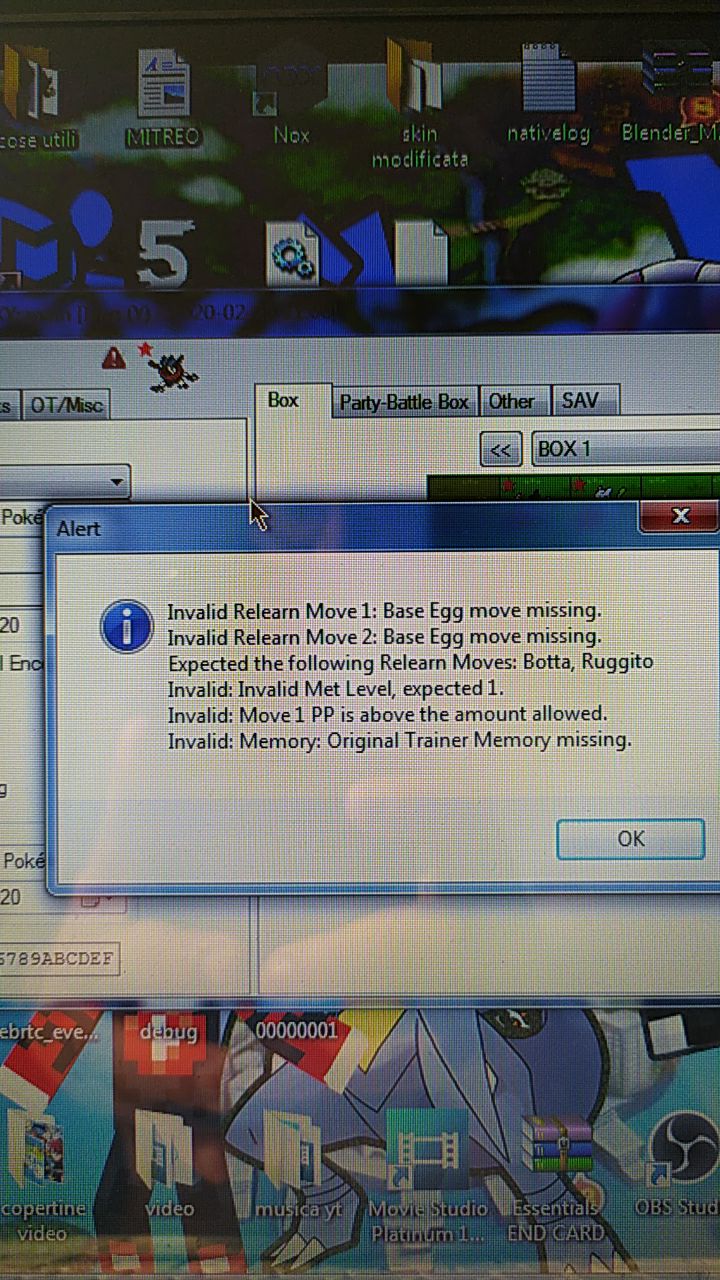 cose utili
MITREO
Nox
skin
modificata
nativelog
Blender_M
5
OT/Misc
Box
Party-Battle Box
Other
SAV
<<
BOX 1
Poké
Alert
20
Invalid Relearn Move 1: Base Egg move missing.
Invalid Relearn Move 2: Base Egg move missing.
Expected the following Relearn Moves: Botta, Ruggito
Invalid: Invalid Met Level, expected 1.
Invalid: Move 1 PP is above the amount allowed.
Invalid: Memory: Original Trainer Memory missing.
OK
Poké
20
6789ABCDEF
ebrtc_eve...
debug
00000001
copertine
video
video
musica yt
Movie Studio
Platinum 1...
Essentials
END CARD
OBS Stud